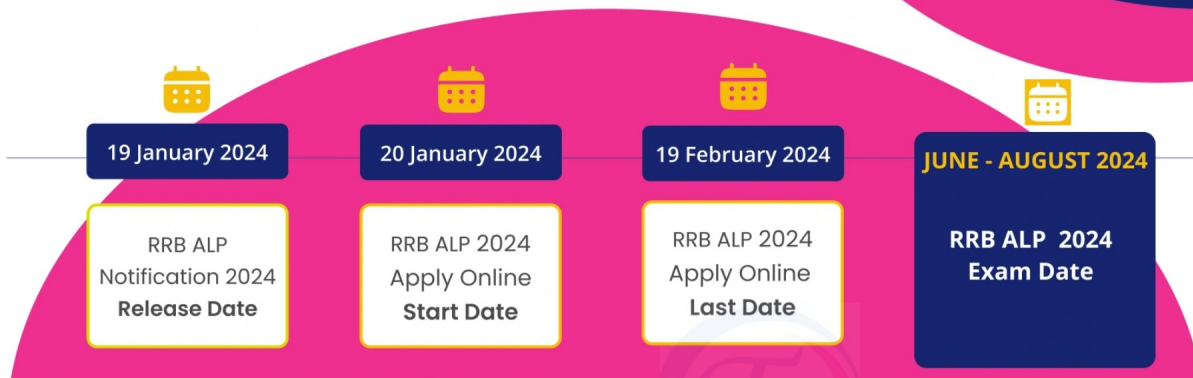 19 January 2024
RRB ALP
Notification 2024
Release Date
20 January 2024
RRB ALP 2024
Apply Online
Start Date
19 February 2024
RRB ALP 2024
Apply Online
Last Date
JUNE - AUGUST 2024
RRB ALP 2024
Exam Date